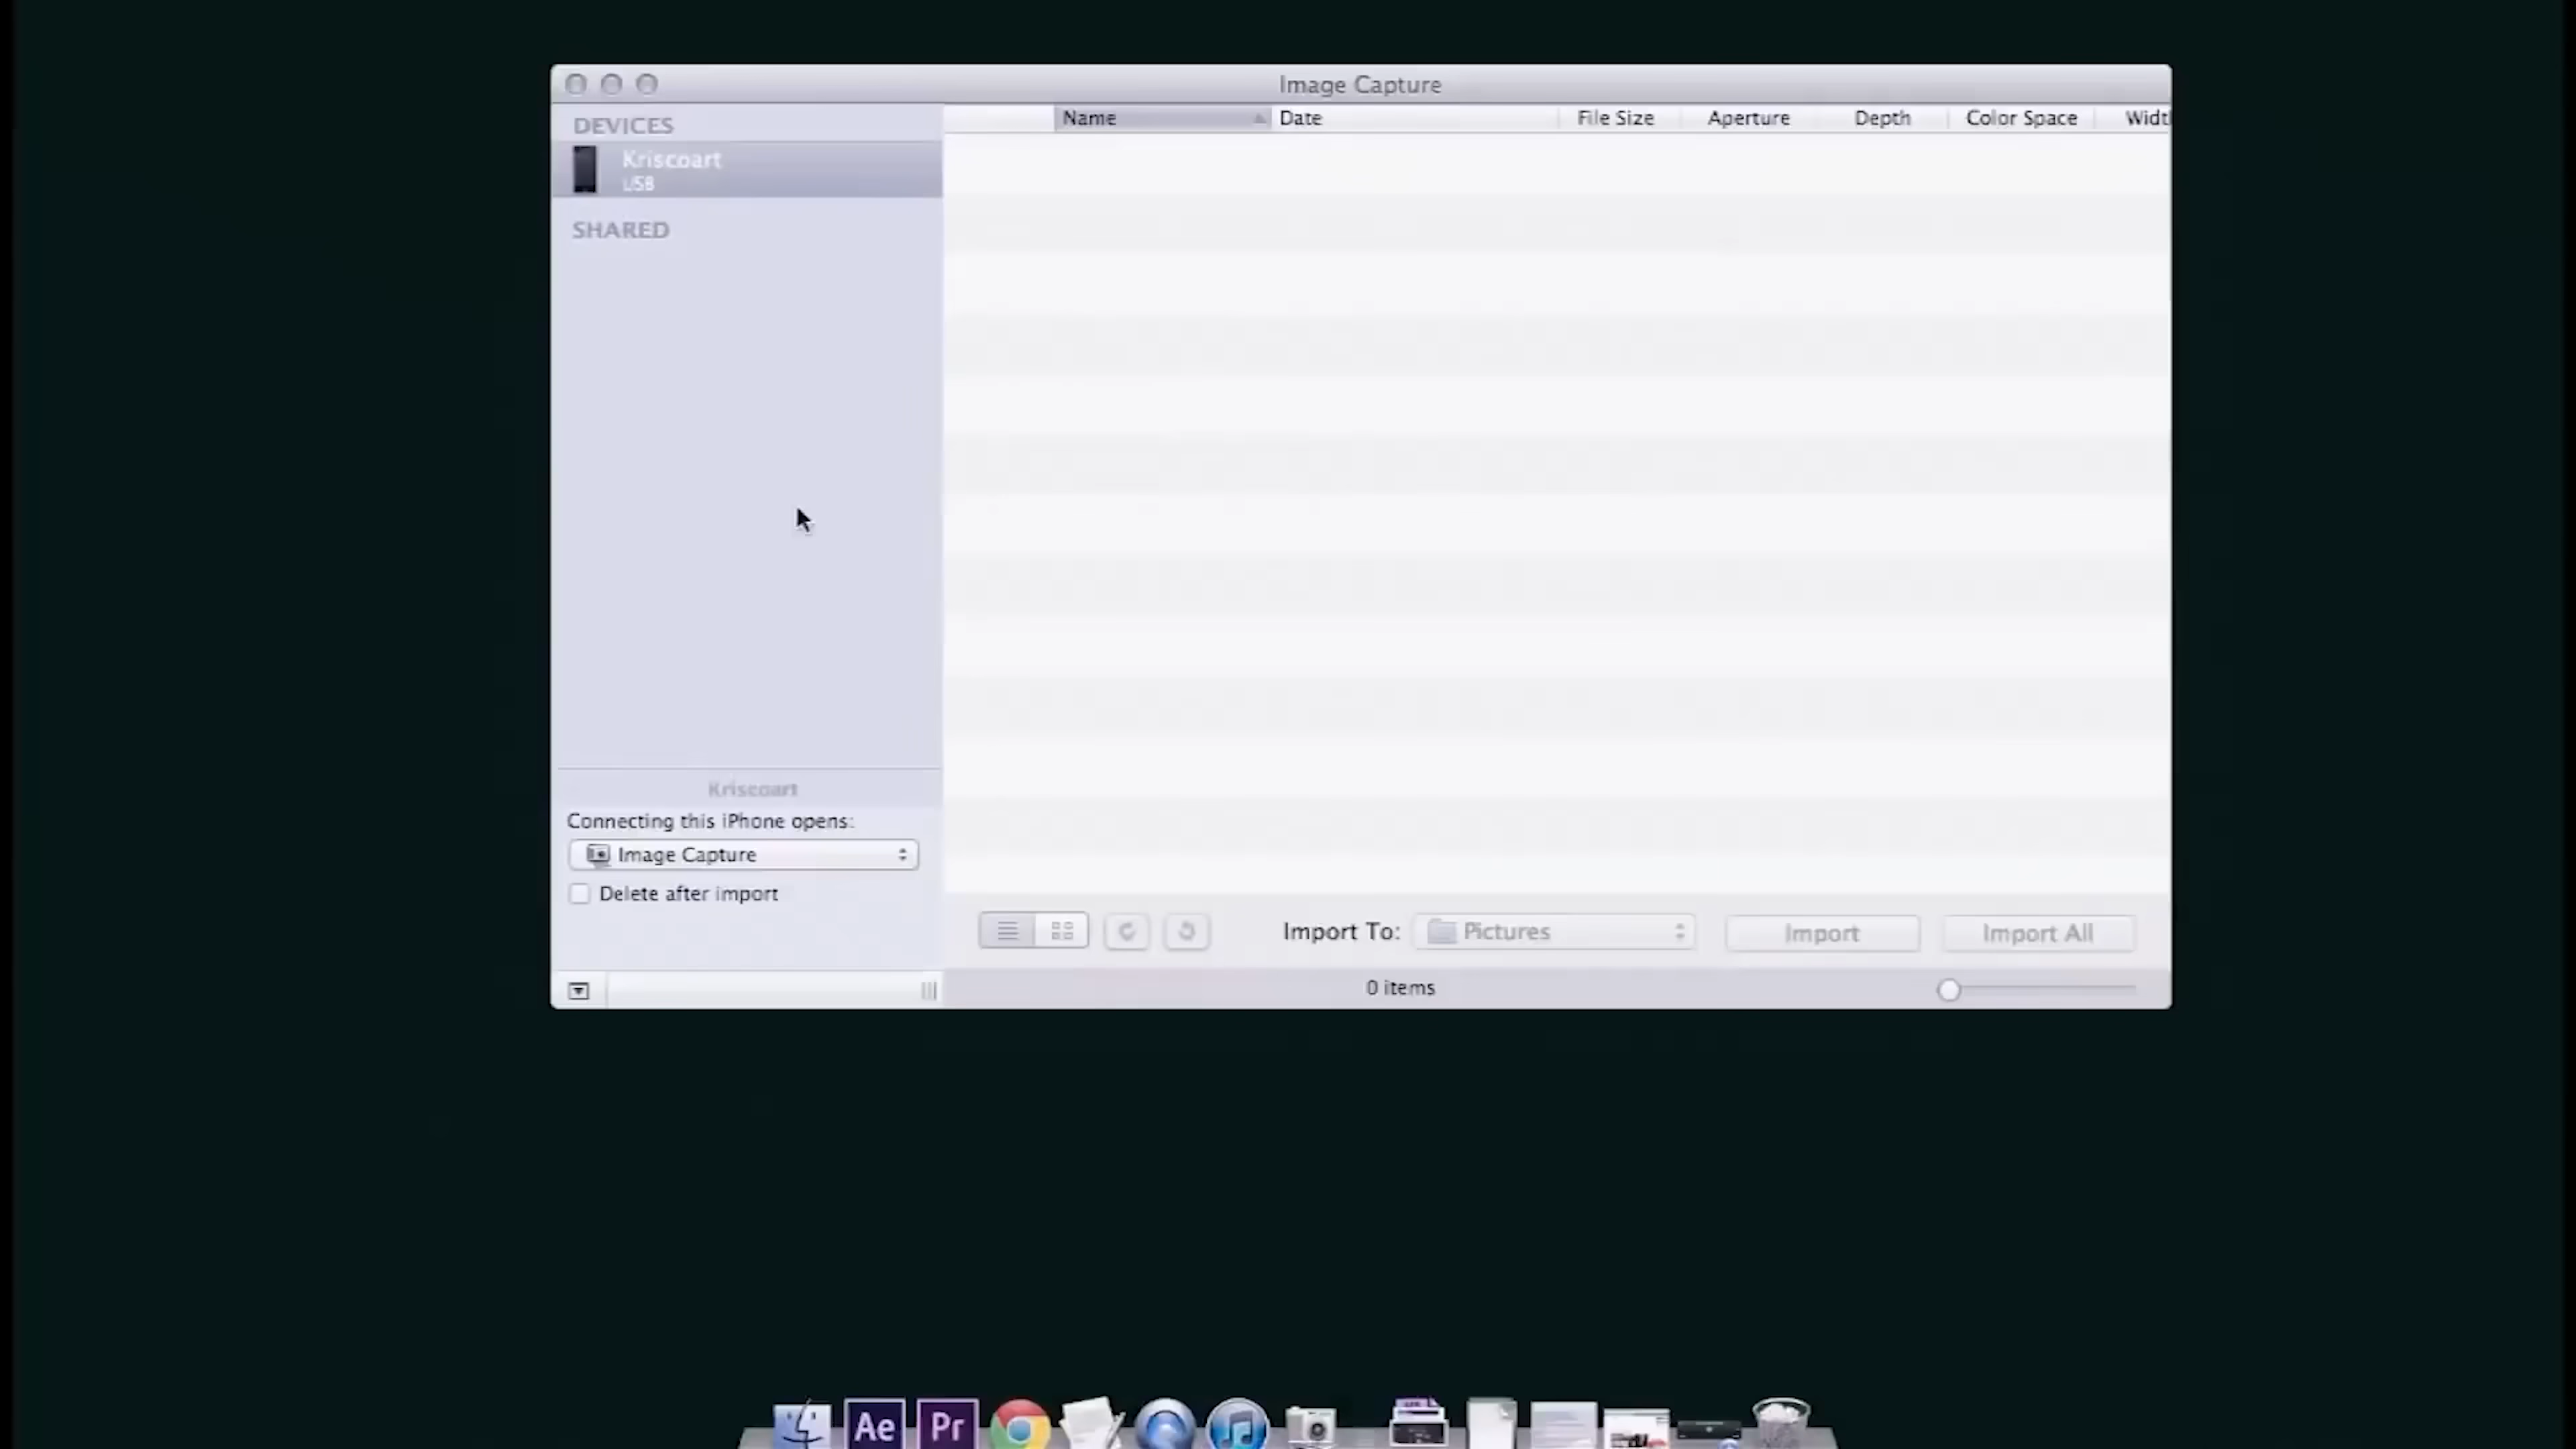 Image Capture
DEVICES
Name
Date
File Size
Aperture
Depth
Color Space
Kriscoart
USB
SHARED
Kriscoart
Connecting this iPhone opens:
Image Capture
Delete after import
Import To:
Pictures
Import
Import All
0 items
Ae
Pr